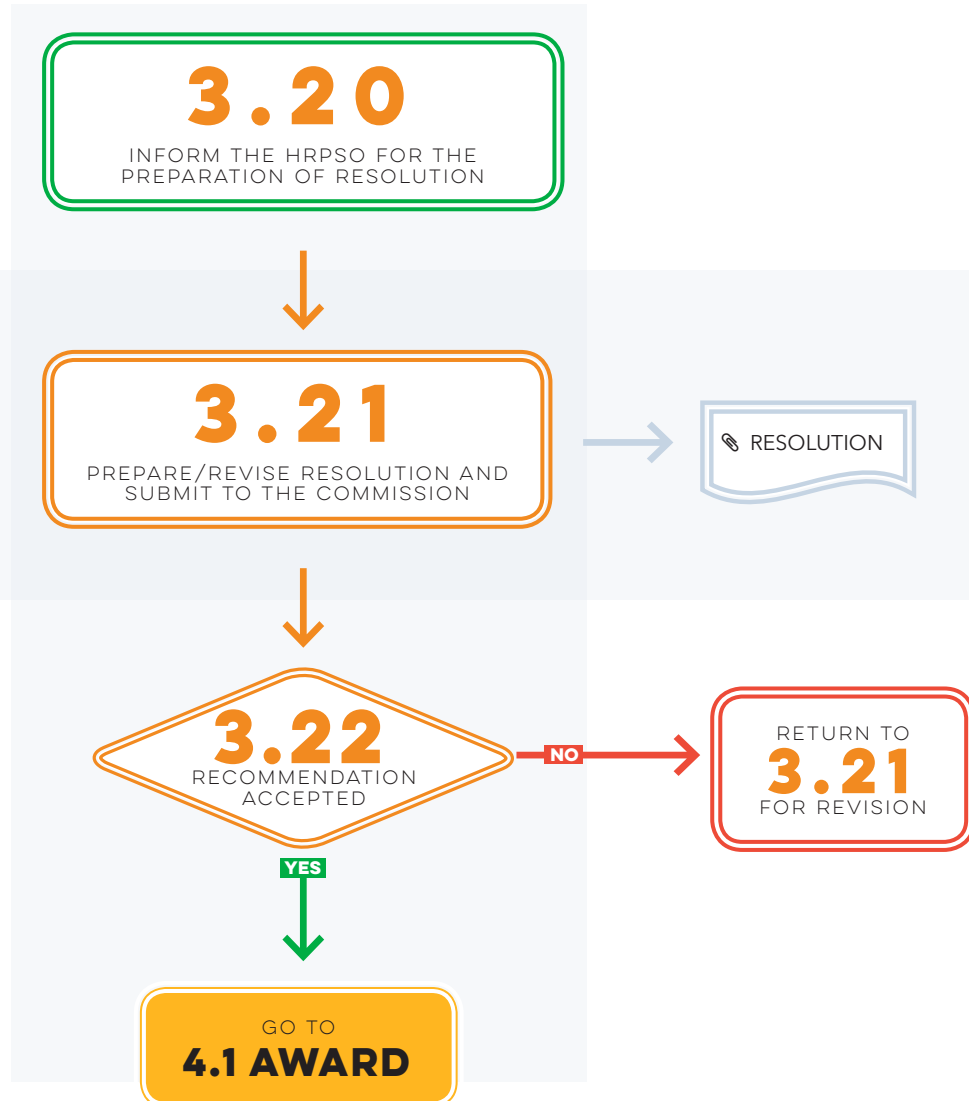 3.20
INFORM THE HRPSO FOR THE
PREPARATION OF RESOLUTION
3.21
PREPARE/REVISE RESOLUTION AND
SUBMIT TO THE COMMISSION
RESOLUTION
3.22
RECOMMENDATION
ACCEPTED
NO
RETURN TO
3.21
FOR REVISION
YES
GO TO
4.1 AWARD